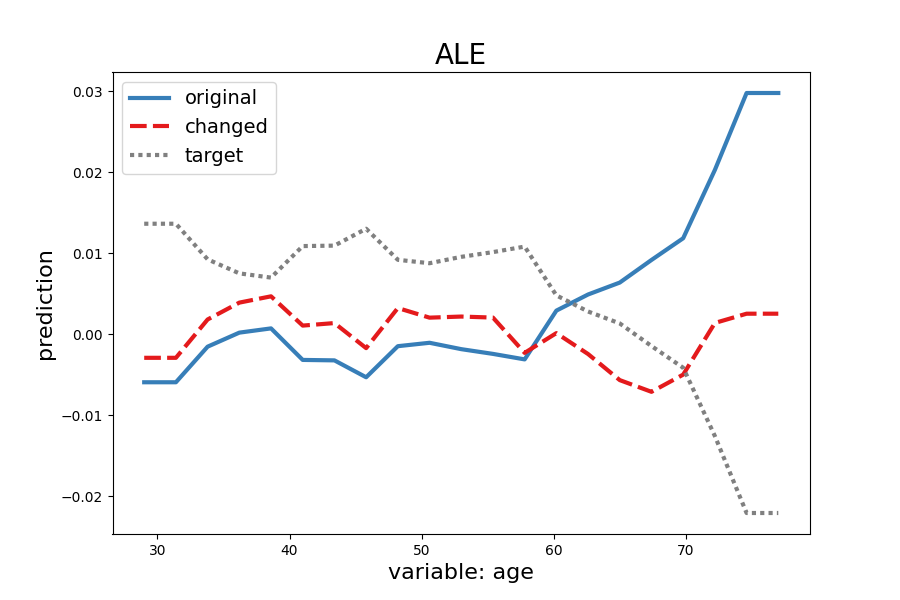 ALE
original
changed
target
prediction
0.03
0.02
0.01
0.00
−0.01
−0.02
30 40 50 60 70
variable: age